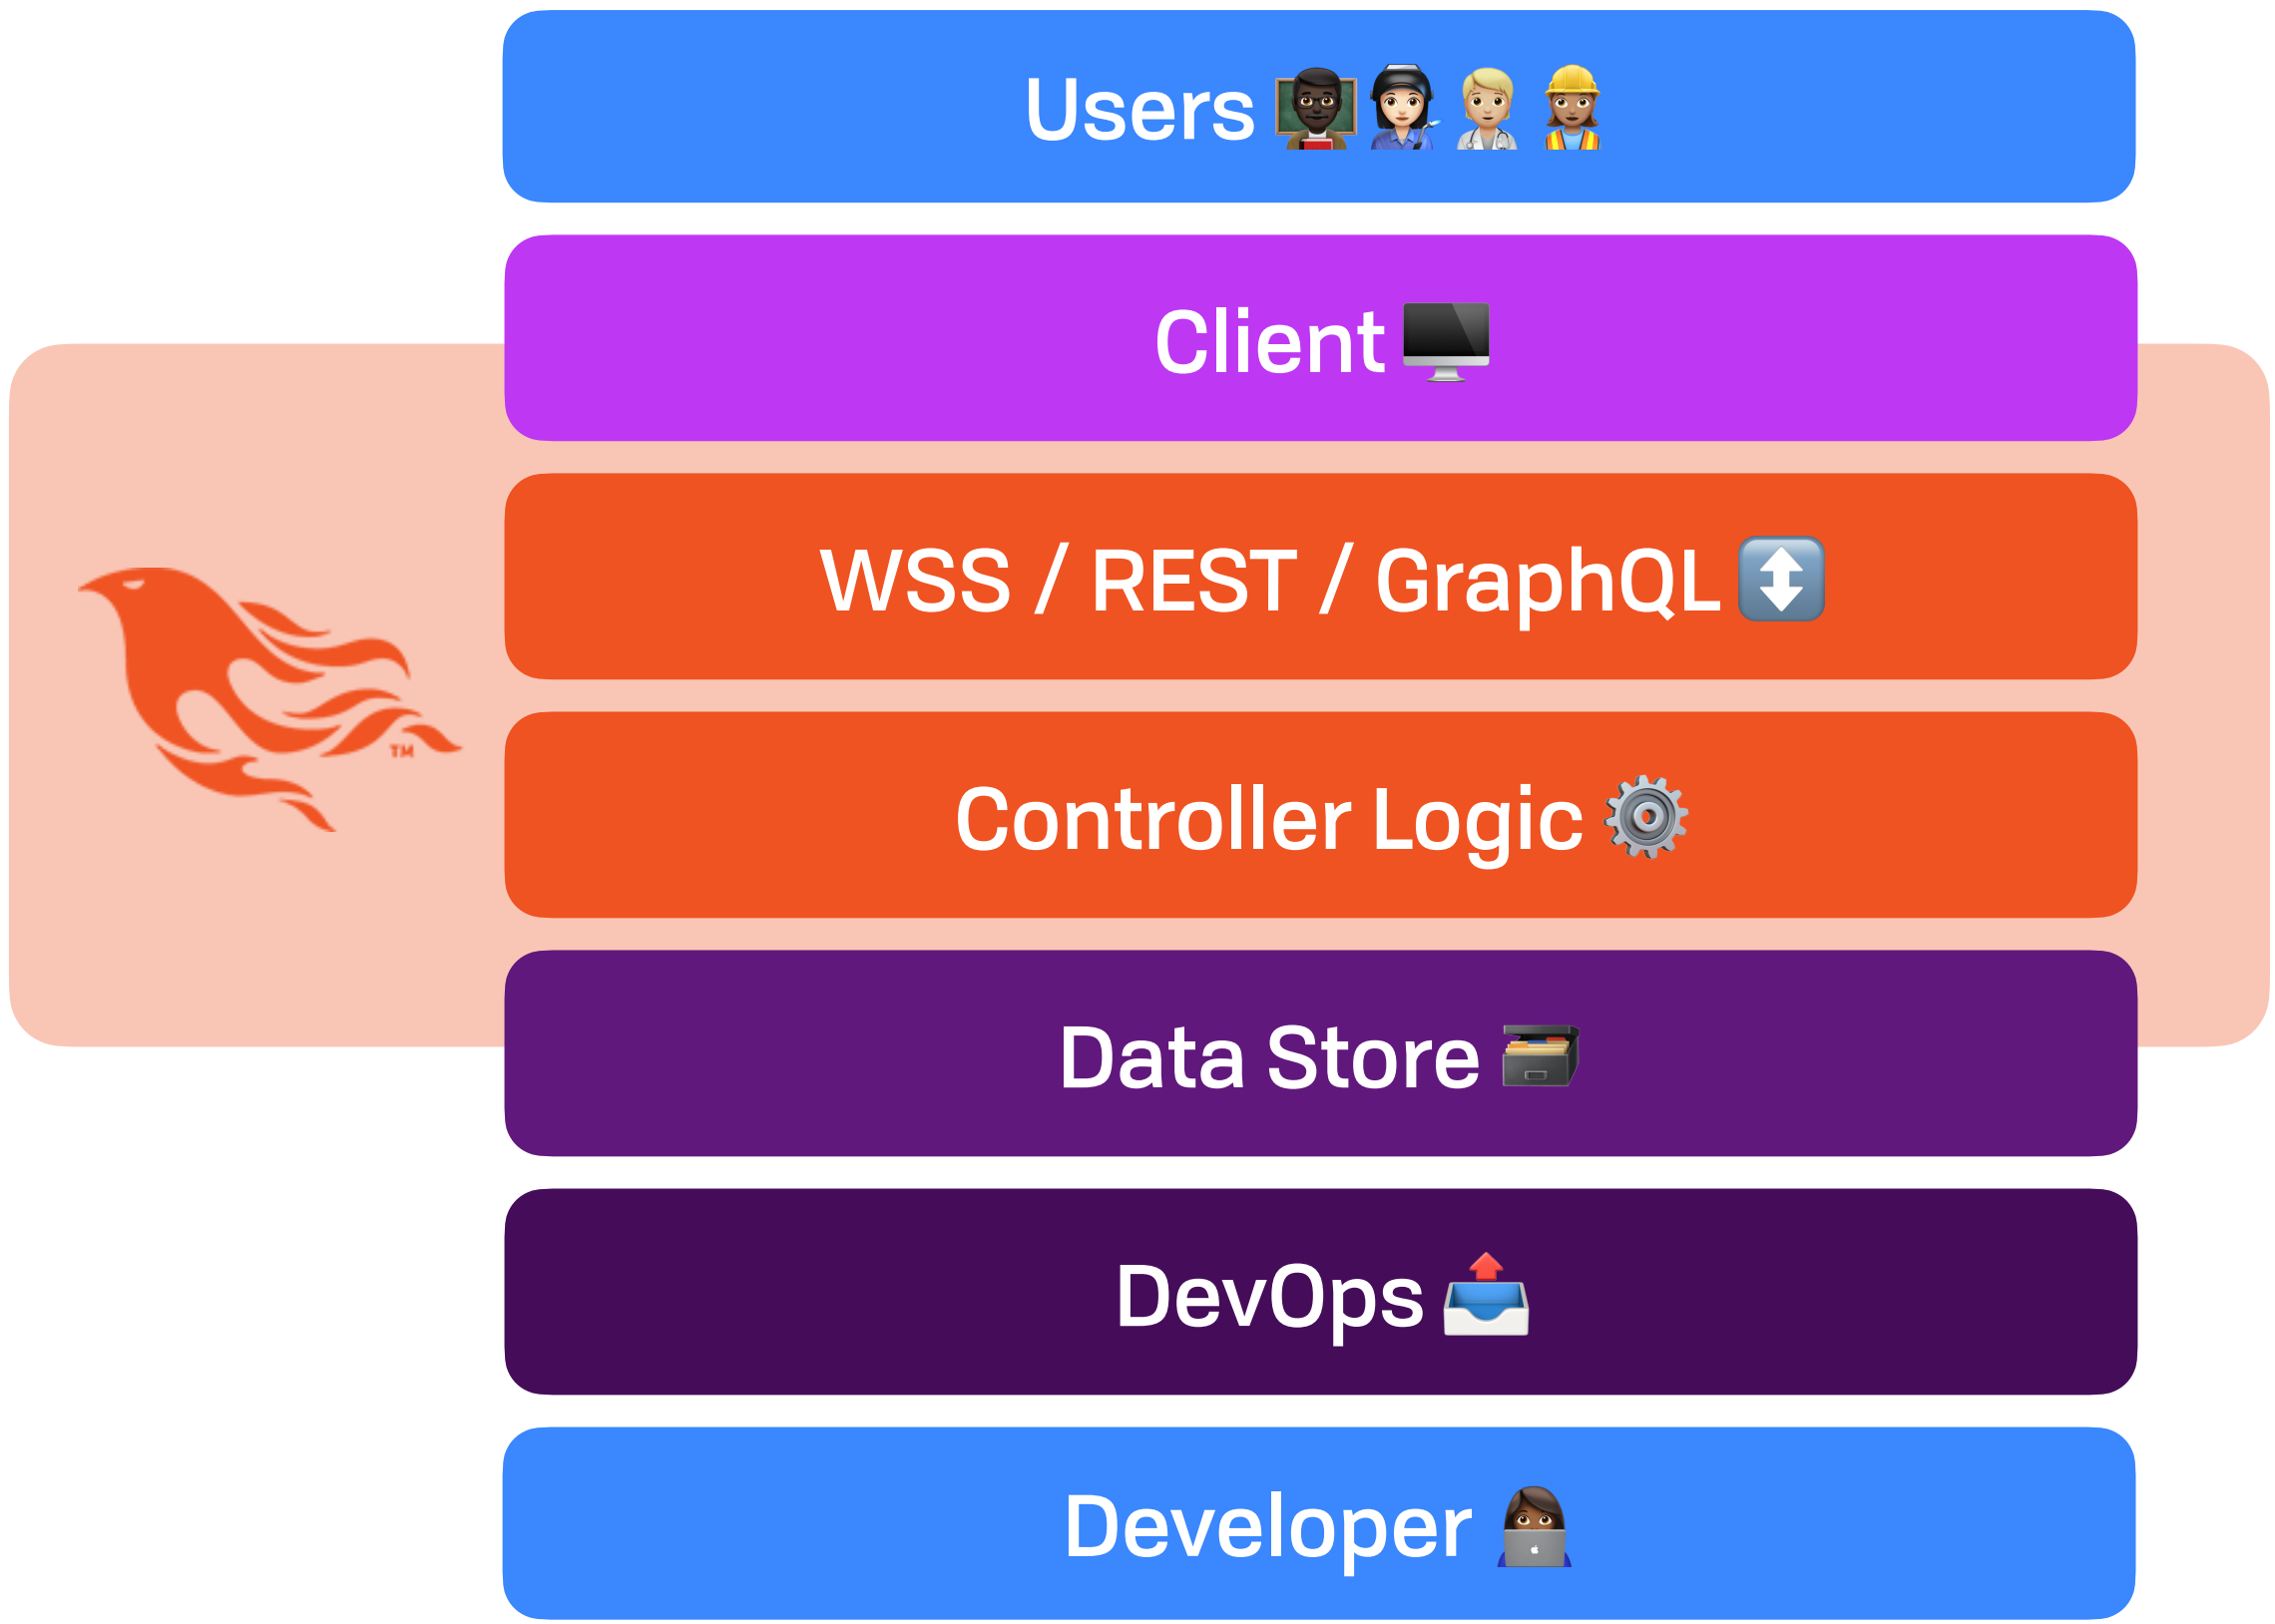 Users
Client
WSS / REST / GraphQL
Controller Logic
TM
Data Store
DevOps
Developer